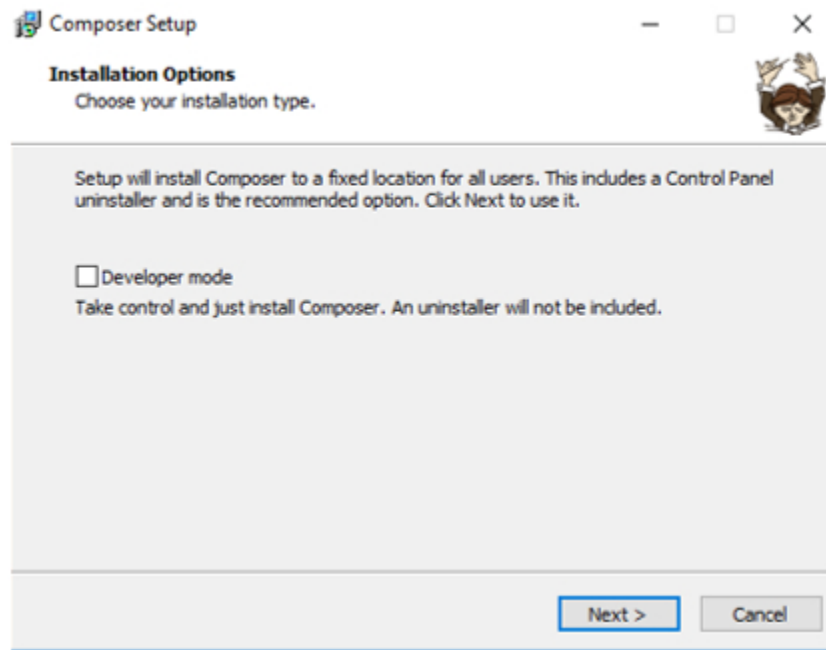 Composer Setup
Installation Options
Choose your installation type.
Setup will install Composer to a fixed location for all users. This includes a Control Panel
uninstaller and is the recommended option. Click Next to use it.
Developer mode
Take control and just install Composer. An uninstaller will not be included.
Next >
Cancel